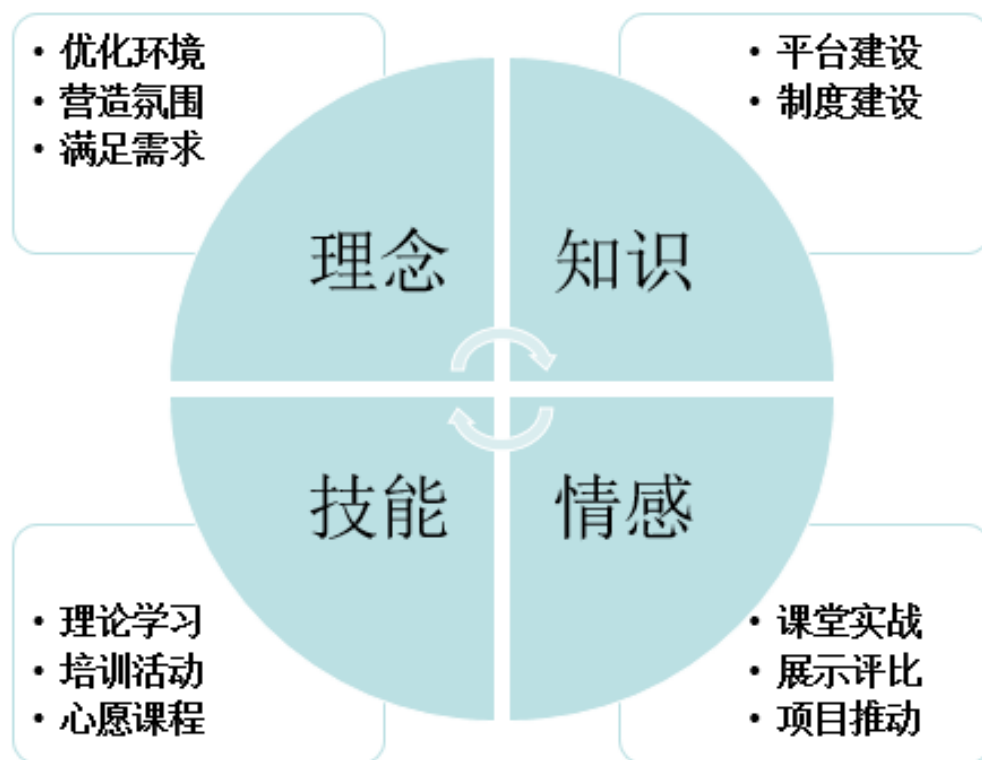 • 优化环境
• 营造氛围
• 满足需求
• 平台建设
• 制度建设
理念
知识
技能
情感
• 理论学习
• 培训活动
• 心愿课程
• 课堂实战
• 展示评比
• 项目推动